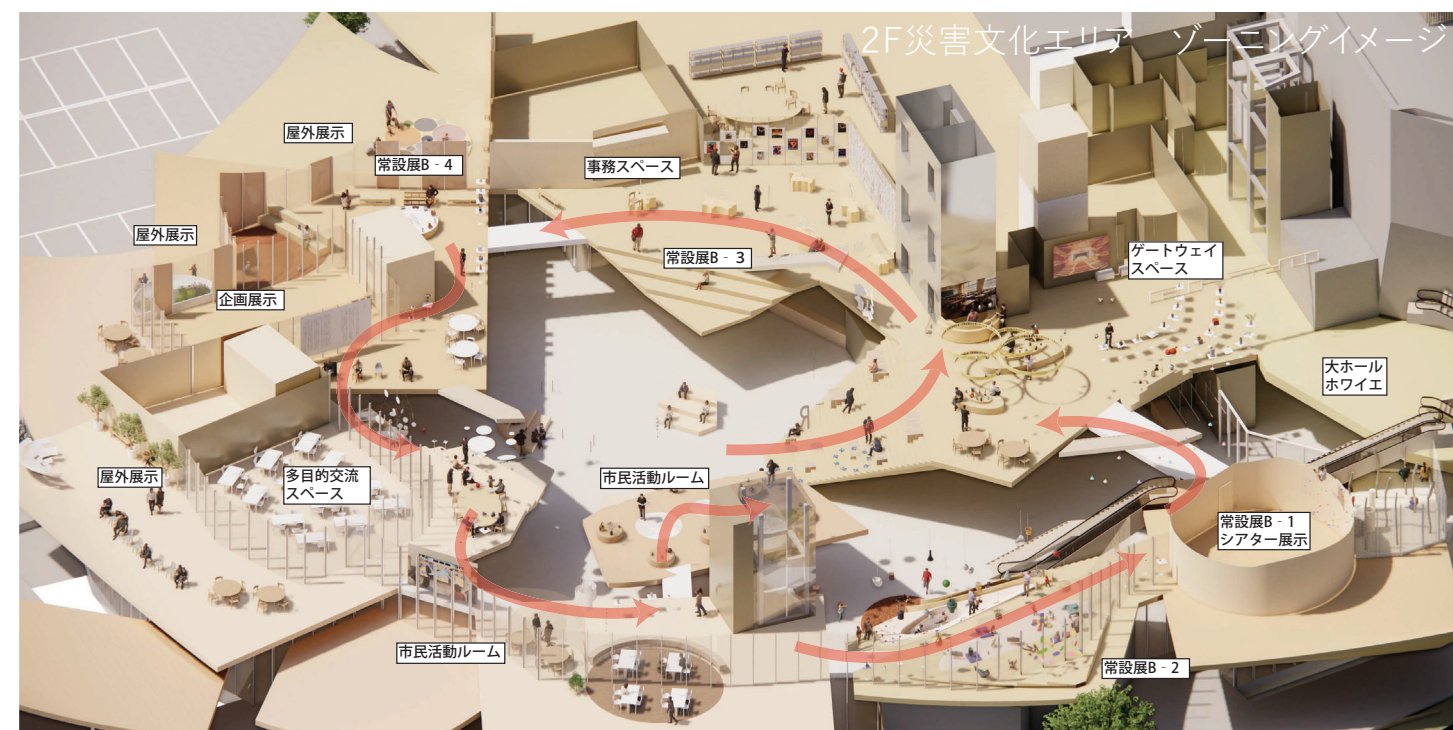 2F災害文化エリア ゾーニングイメージ
屋外展示
常設展B‐4
事務スペース
屋外展示
常設展B‐3
ゲートウェイ
スペース
企画展示
大ホール
ホワイエ
屋外展示
多目的交流
スペース
市民活動ルーム
常設展B‐1
シアター展示
市民活動ルーム
常設展B‐2